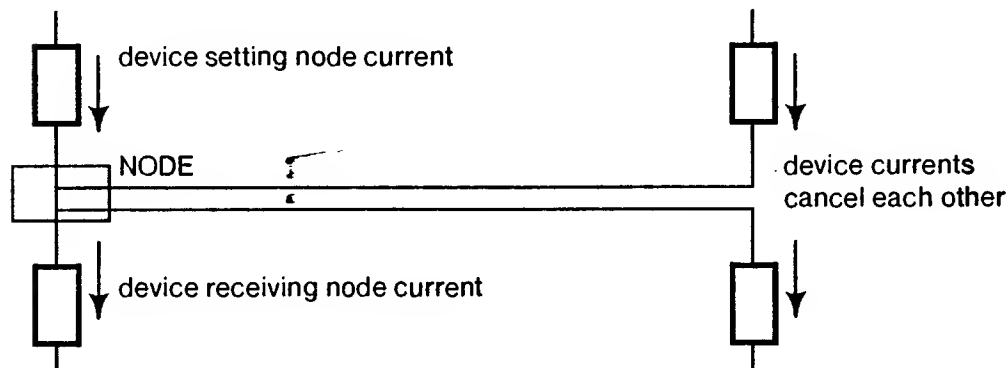 device setting node current
NODE
device currents
cancel each other
device receiving node current